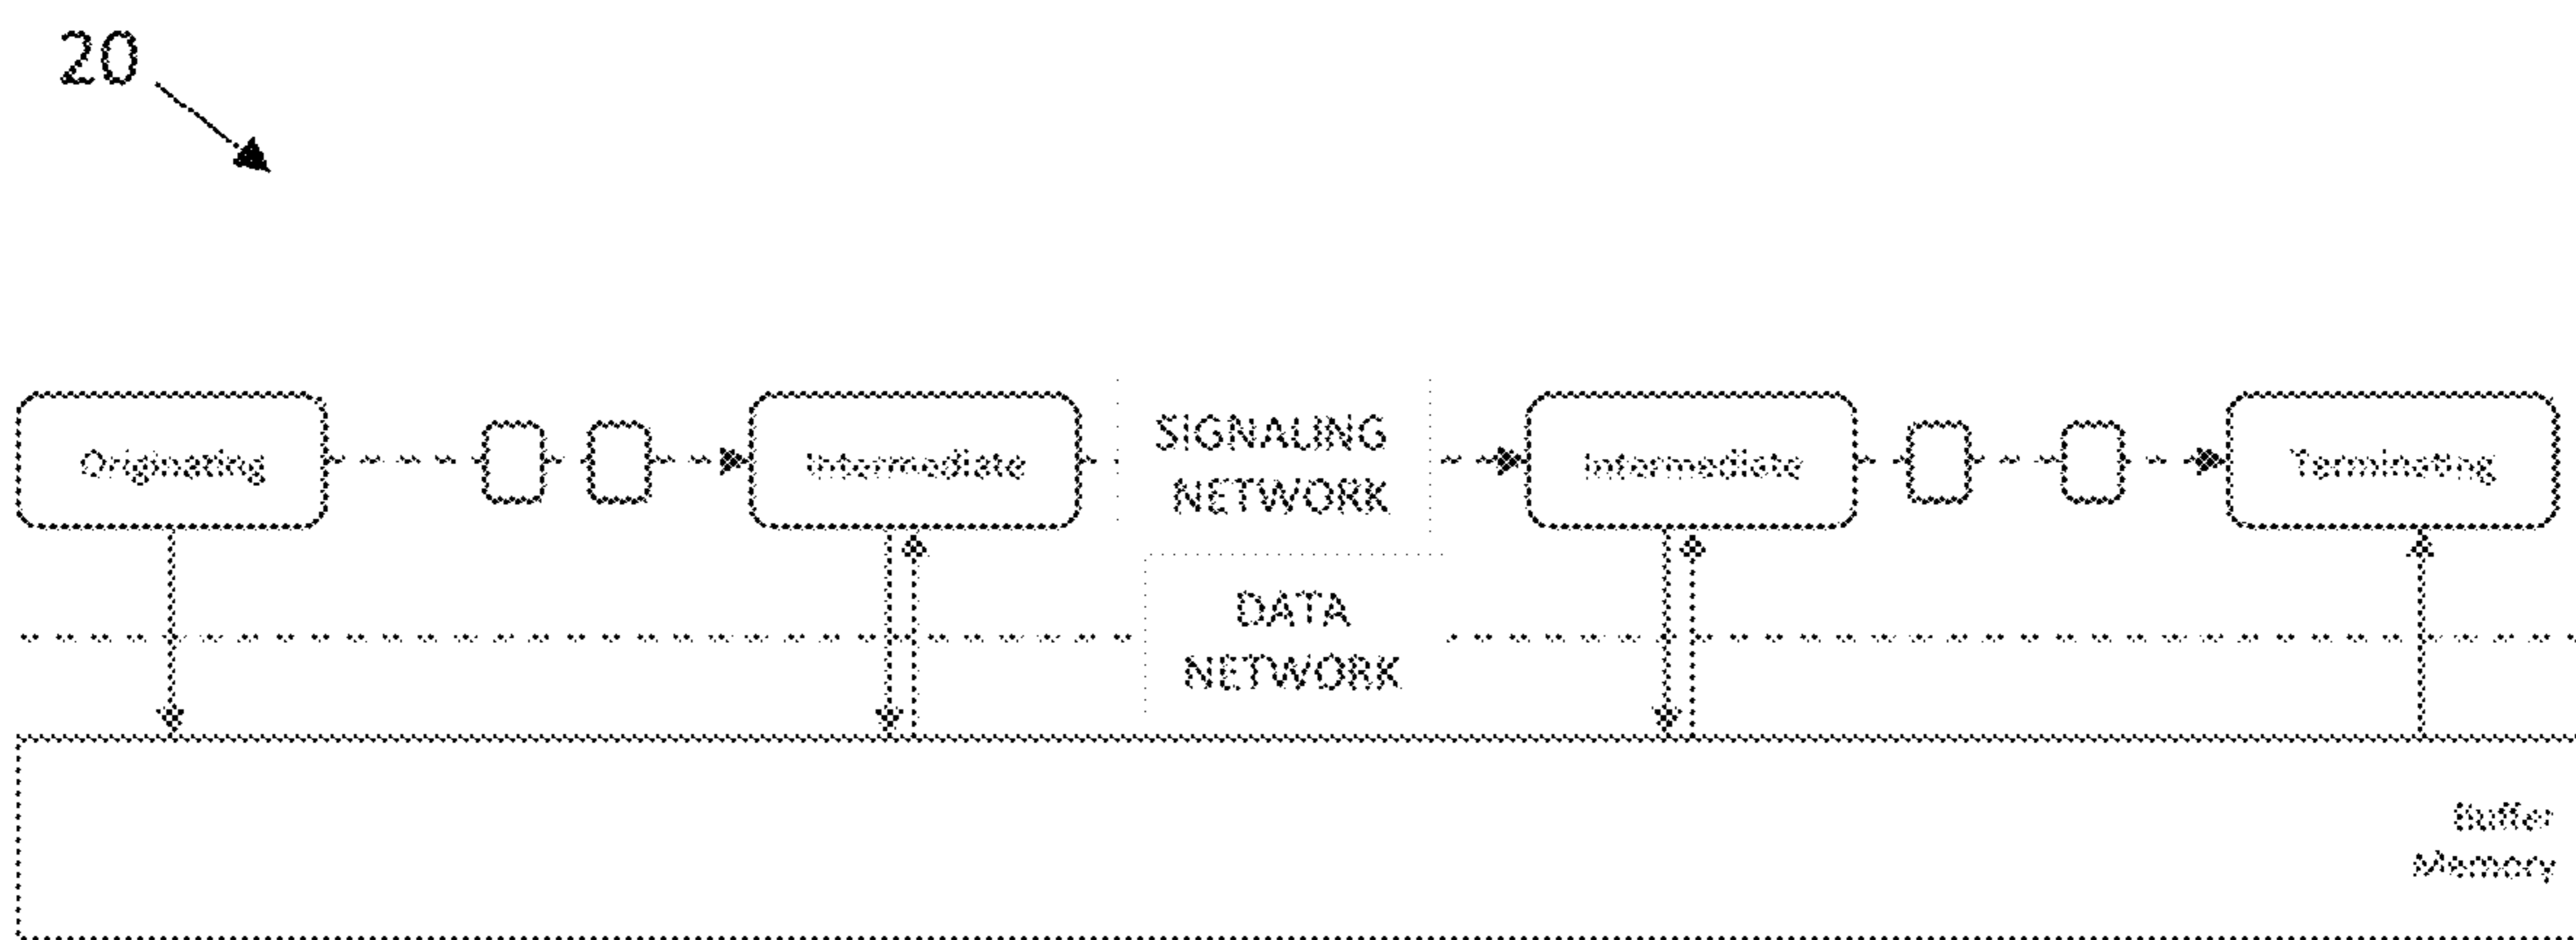 20
Originating
Intermediate
SIGNALING
NETWORK
Intermediate
Terminating
DATA
NETWORK
Buffer
Memory